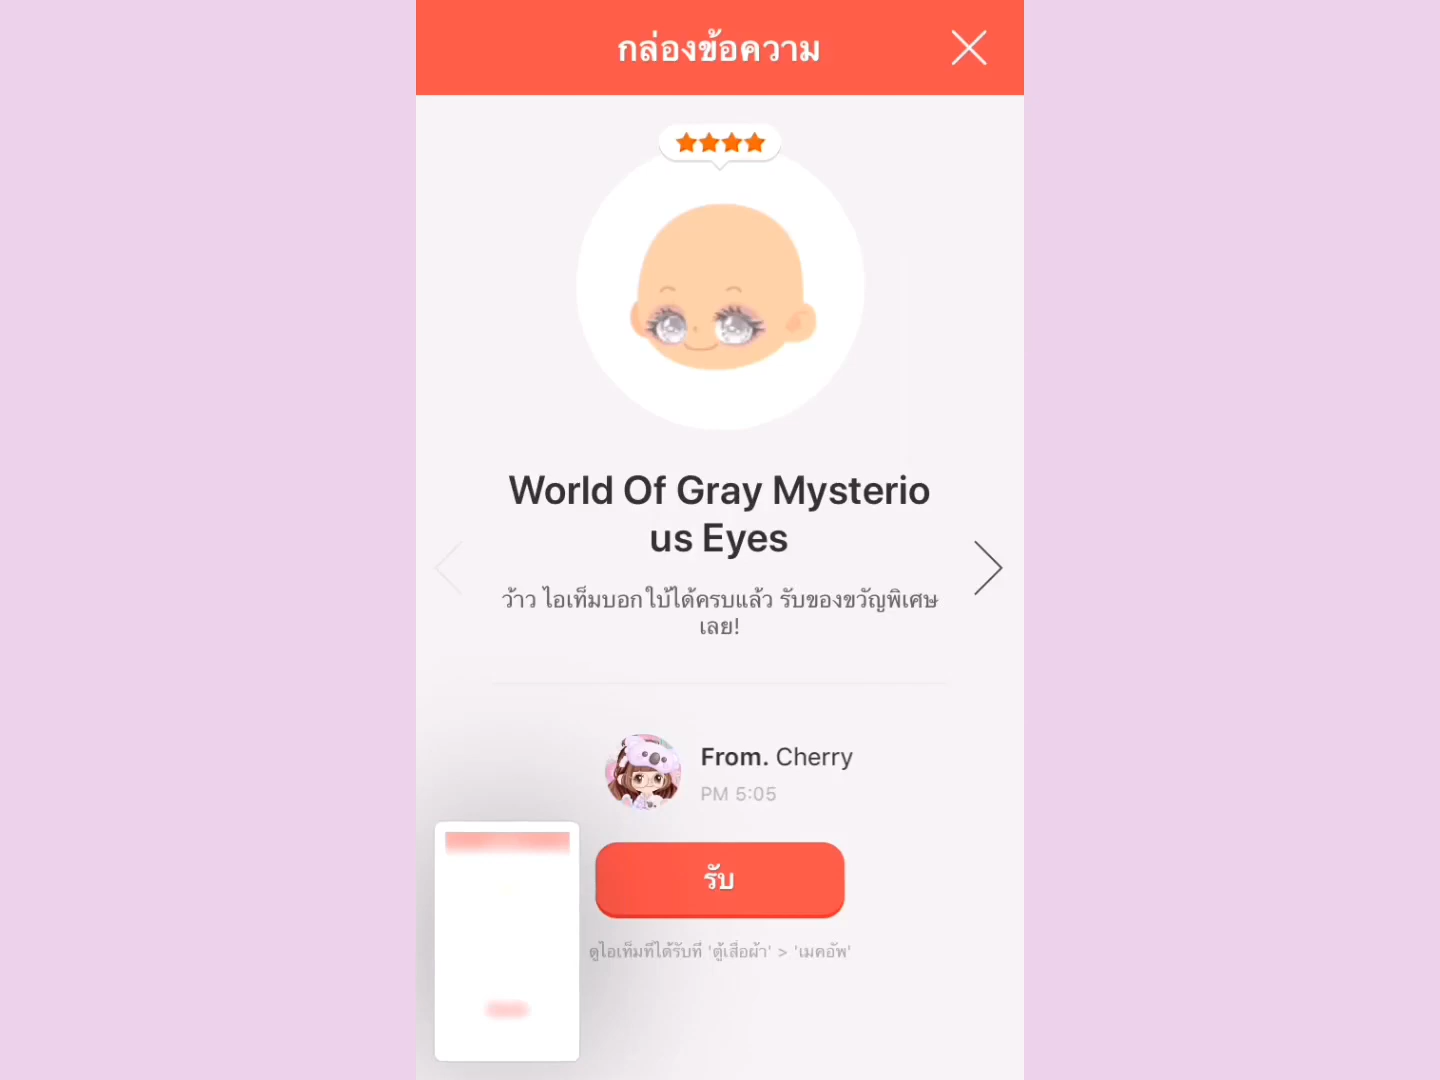 กล่องข้อความ
World Of Gray Mysterio
us Eyes
ว้าว ไอเท็มบอกใบ้ได้ครบแล้ว รับของขวัญพิเศษ
เลย!
From. Cherry
PM 5:05
รับ
ดูไอเท็มที่ได้รับที่ 'ตู้เสื้อผ้า' > 'เมคอัพ'